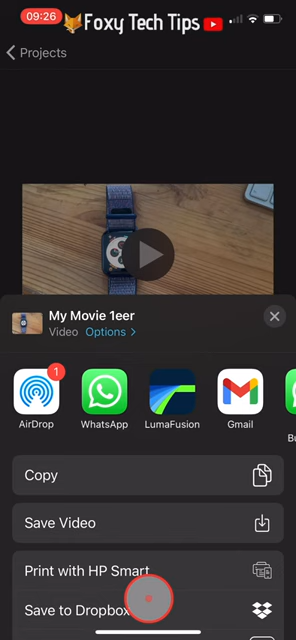 09:26
Foxy Tech Tips
Projects
My Movie 1eer
Video Options >
1
AirDrop
WhatsApp
LumaFusion
Gmail
Bu
Copy
Save Video
Print with HP Smart
Save to Dropbox